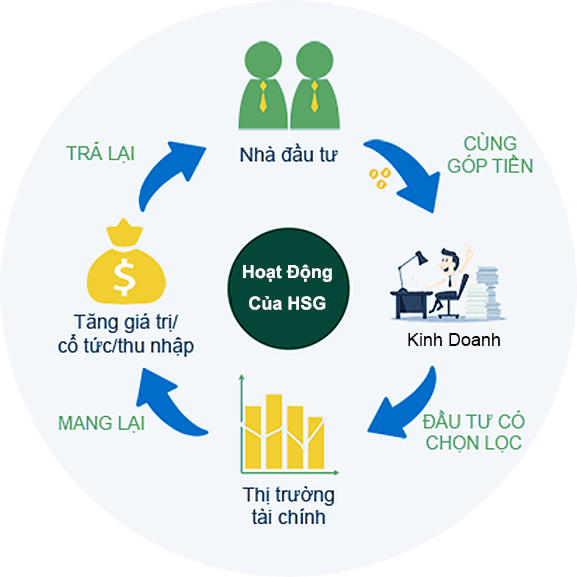 Nhà đầu tư
CÙNG
GÓP TIỀN
Kinh Doanh
ĐẦU TƯ CÓ
CHỌN LỌC
Thị trường
tài chính
MANG LẠI
$
Tăng giá trị/
cổ tức/thu nhập
TRẢ LẠI
Hoạt Động
Của HSG